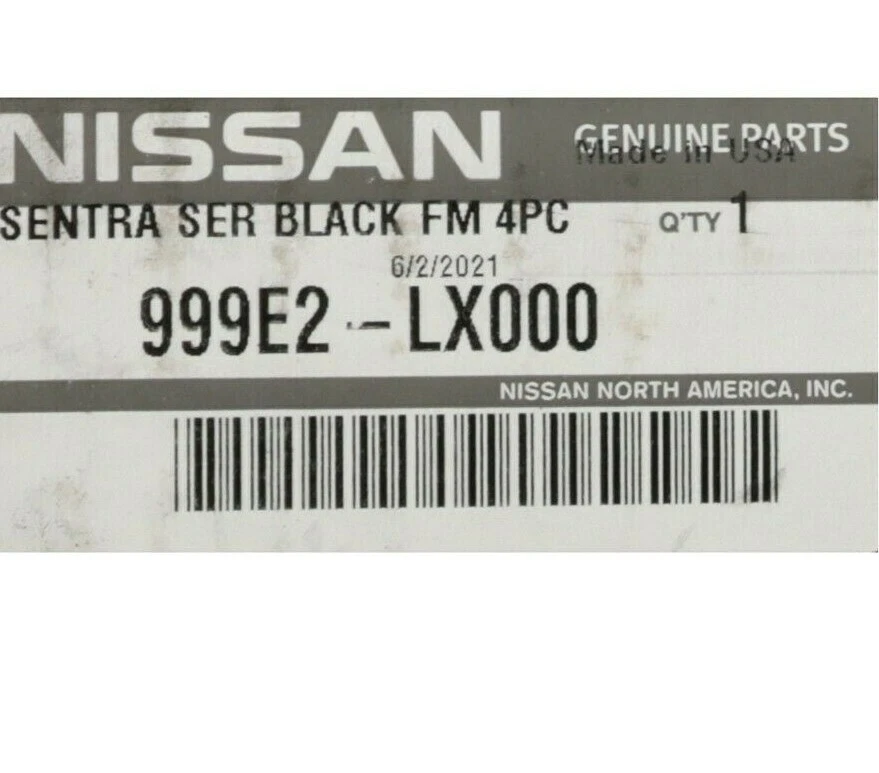 NISSAN GENUINE PARTS
Made in USA
SENTRA SER BLACK FM 4PC Q'TY 1
6/2/2021
999E2 - LX000
NISSAN NORTH AMERICA, INC.